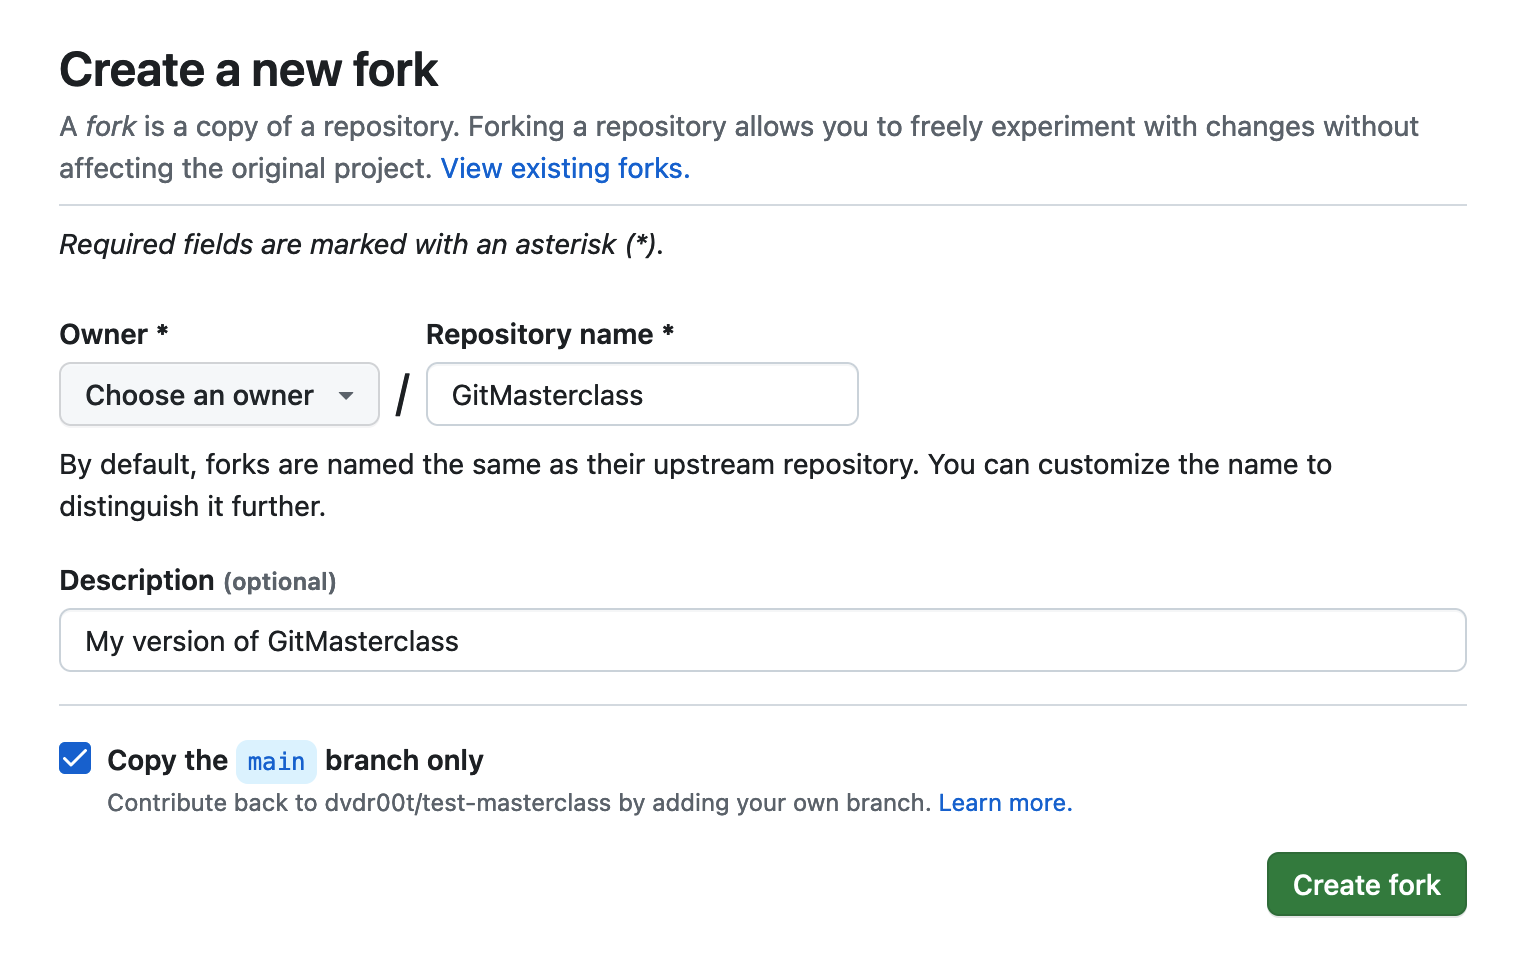 Create a new fork
A fork is a copy of a repository. Forking a repository allows you to freely experiment with changes without
affecting the original project. View existing forks.
Required fields are marked with an asterisk (*).
Owner * Repository name *
Choose an owner / GitMasterclass
By default, forks are named the same as their upstream repository. You can customize the name to
distinguish it further.
Description (optional)
My version of GitMasterclass
Copy the main branch only
Contribute back to dvdr00t/test-masterclass by adding your own branch. Learn more.
Create fork